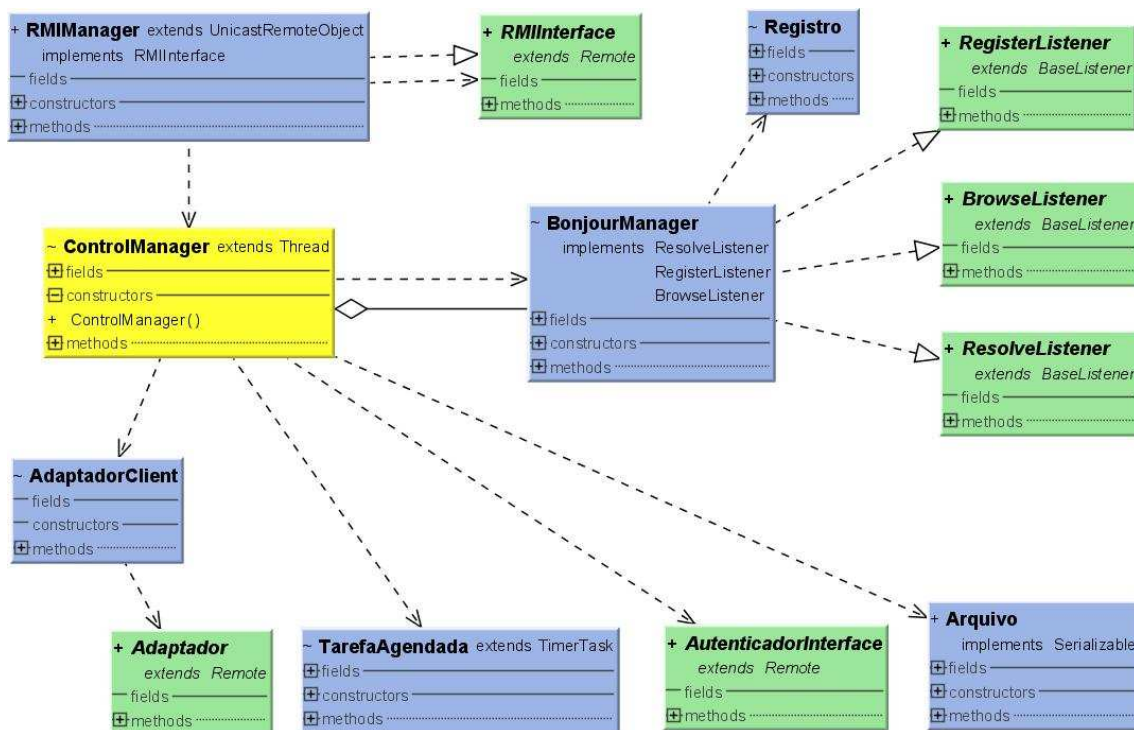 + RMIManager extends UnicastRemoteObject
implements RMIInterface
fields
constructors
methods
+ RMIInterface
extends Remote
fields
methods
~ Registro
fields
constructors
methods
+ RegisterListener
extends BaseListener
fields
methods
~ ControlManager extends Thread
fields
constructors
+ ControlManager()
methods
~ BonjourManager
implements ResolveListener
RegisterListener
BrowseListener
fields
constructors
methods
+ BrowseListener
extends BaseListener
fields
methods
+ ResolveListener
extends BaseListener
fields
methods
~ AdaptadorClient
fields
constructors
methods
+ Adaptador
extends Remote
fields
methods
~ TarefaAgendada extends TimerTask
fields
constructors
methods
+ AutenticadorInterface
extends Remote
fields
methods
+ Arquivo
implements Serializable
fields
constructors
methods